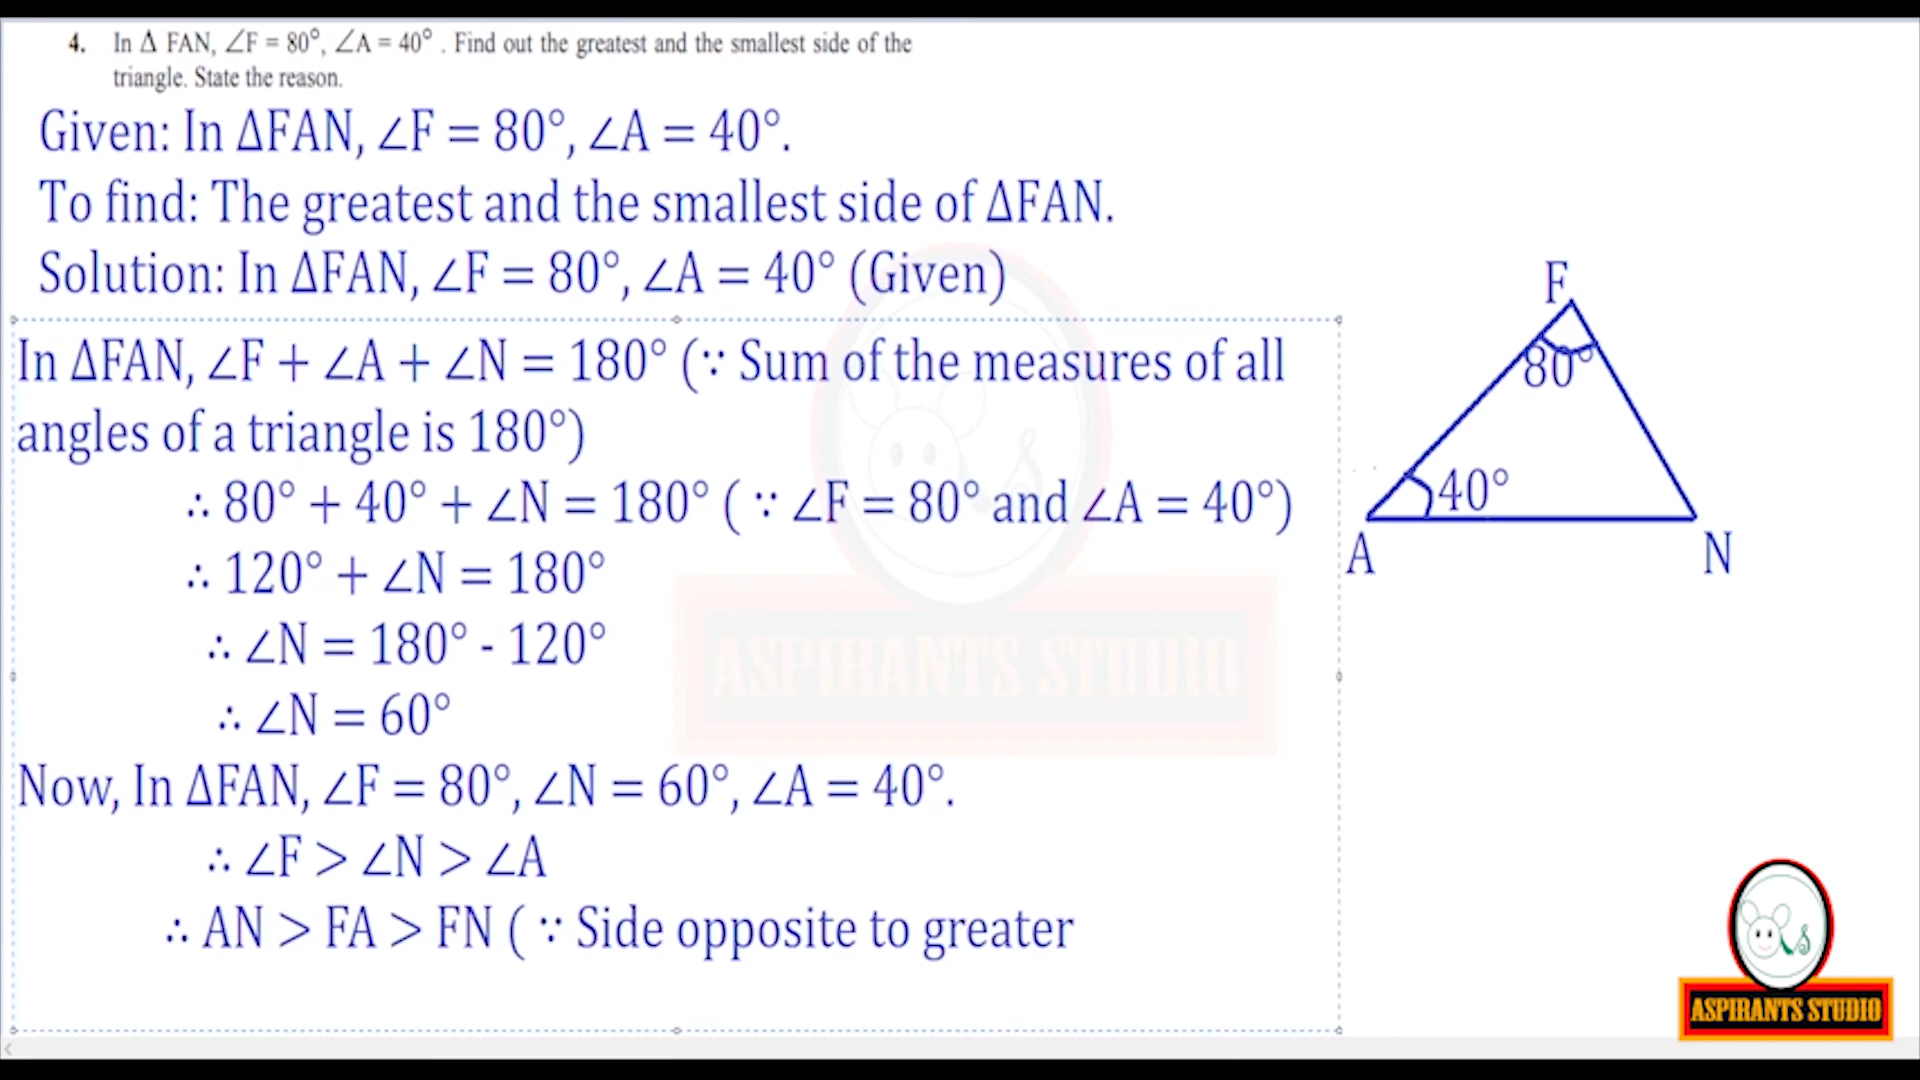 4. In Δ FAN, ∠F = 80°, ∠A = 40° . Find out the greatest and the smallest side of the
triangle. State the reason.
Given: In ΔFAN, ∠F = 80°, ∠A = 40°.
To find: The greatest and the smallest side of ΔFAN.
Solution: In ΔFAN, ∠F = 80°, ∠A = 40° (Given)
In ΔFAN, ∠F + ∠A + ∠N = 180° (∵ Sum of the measures of all
angles of a triangle is 180°)
∴ 80° + 40° + ∠N = 180° ( ∵ ∠F = 80° and ∠A = 40°)
∴ 120° + ∠N = 180°
∴ ∠N = 180° - 120°
∴ ∠N = 60°
Now, In ΔFAN, ∠F = 80°, ∠N = 60°, ∠A = 40°.
∴ ∠F > ∠N > ∠A
∴ AN > FA > FN ( ∵ Side opposite to greater
F
80°
40°
A
N
ASPIRANTS STUDIO
ASPIRANTS STUDIO